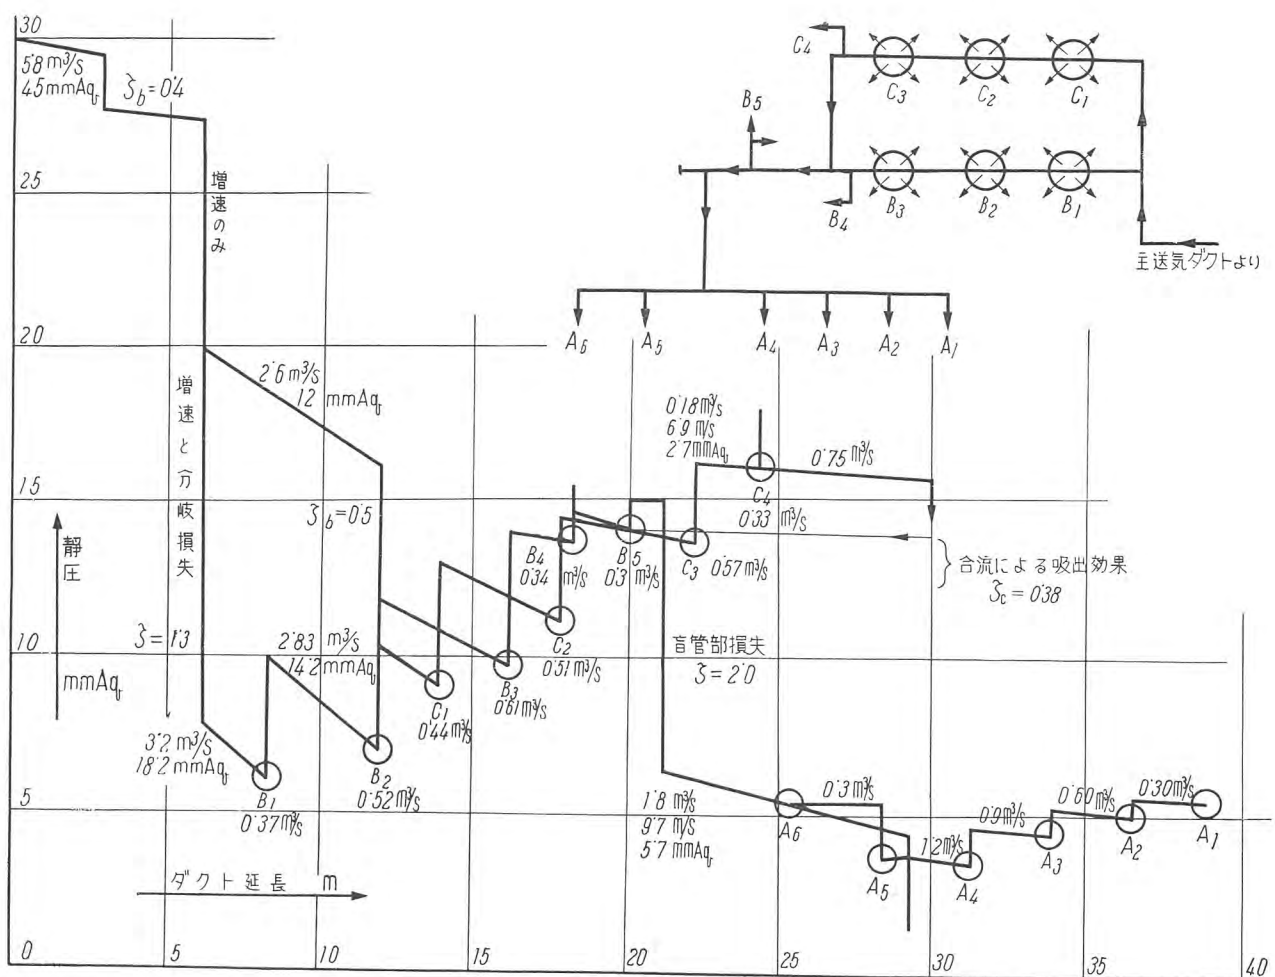 30
5.8 m³/s
4.5 mmAq
ζb=0.4
25
増速のみ
20
2.6 m³/s
12 mmAq
増速と分岐損失
15
ζb=0.5
静圧
10
mmAq
ζ=1.3
2.83 m³/s
14.2 mmAq
3.2 m³/s
18.2 mmAq
B1
0.37 m³/s
B2
0.52 m³/s
C1
0.44 m³/s
B3
0.61 m³/s
C2
0.51 m³/s
B4
0.34 m³/s
B5
0.3 m³/s
C3
0.57 m³/s
0.18 m³/s
6.9 m/s
2.7 mmAq
C4
0.33 m³/s
0.75 m³/s
合流による吸出効果
ζc=0.38
盲管部損失
ζ=2.0
1.8 m³/s
9.7 m/s
5.7 mmAq
A6
0.3 m³/s
A5
1.2 m³/s
A4
0.9 m³/s
A3
0.60 m³/s
A2
0.30 m³/s
A1
5
ダクト延長 m
0
5
10
15
20
25
30
35
40
C4
C3
C2
C1
B5
B4
B3
B2
B1
主送気ダクトより
A6
A5
A4
A3
A2
A1